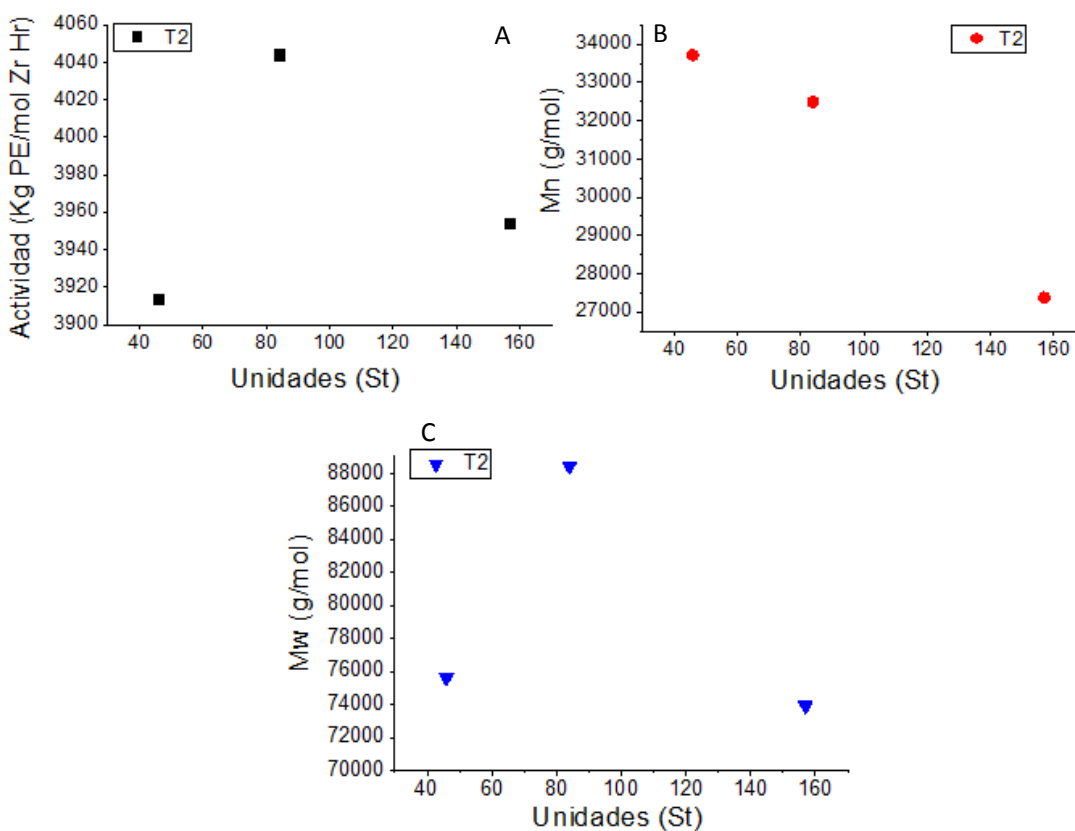 A
T2
Actividad (Kg PE/mol Zr Hr)
4060
4040
4020
4000
3980
3960
3940
3920
3900
40 60 80 100 120 140 160
Unidades (St)
B
T2
Mn (g/mol)
34000
33000
32000
31000
30000
29000
28000
27000
40 60 80 100 120 140 160
Unidades (St)
C
T2
Mw (g/mol)
88000
86000
84000
82000
80000
78000
76000
74000
72000
70000
40 60 80 100 120 140 160
Unidades (St)